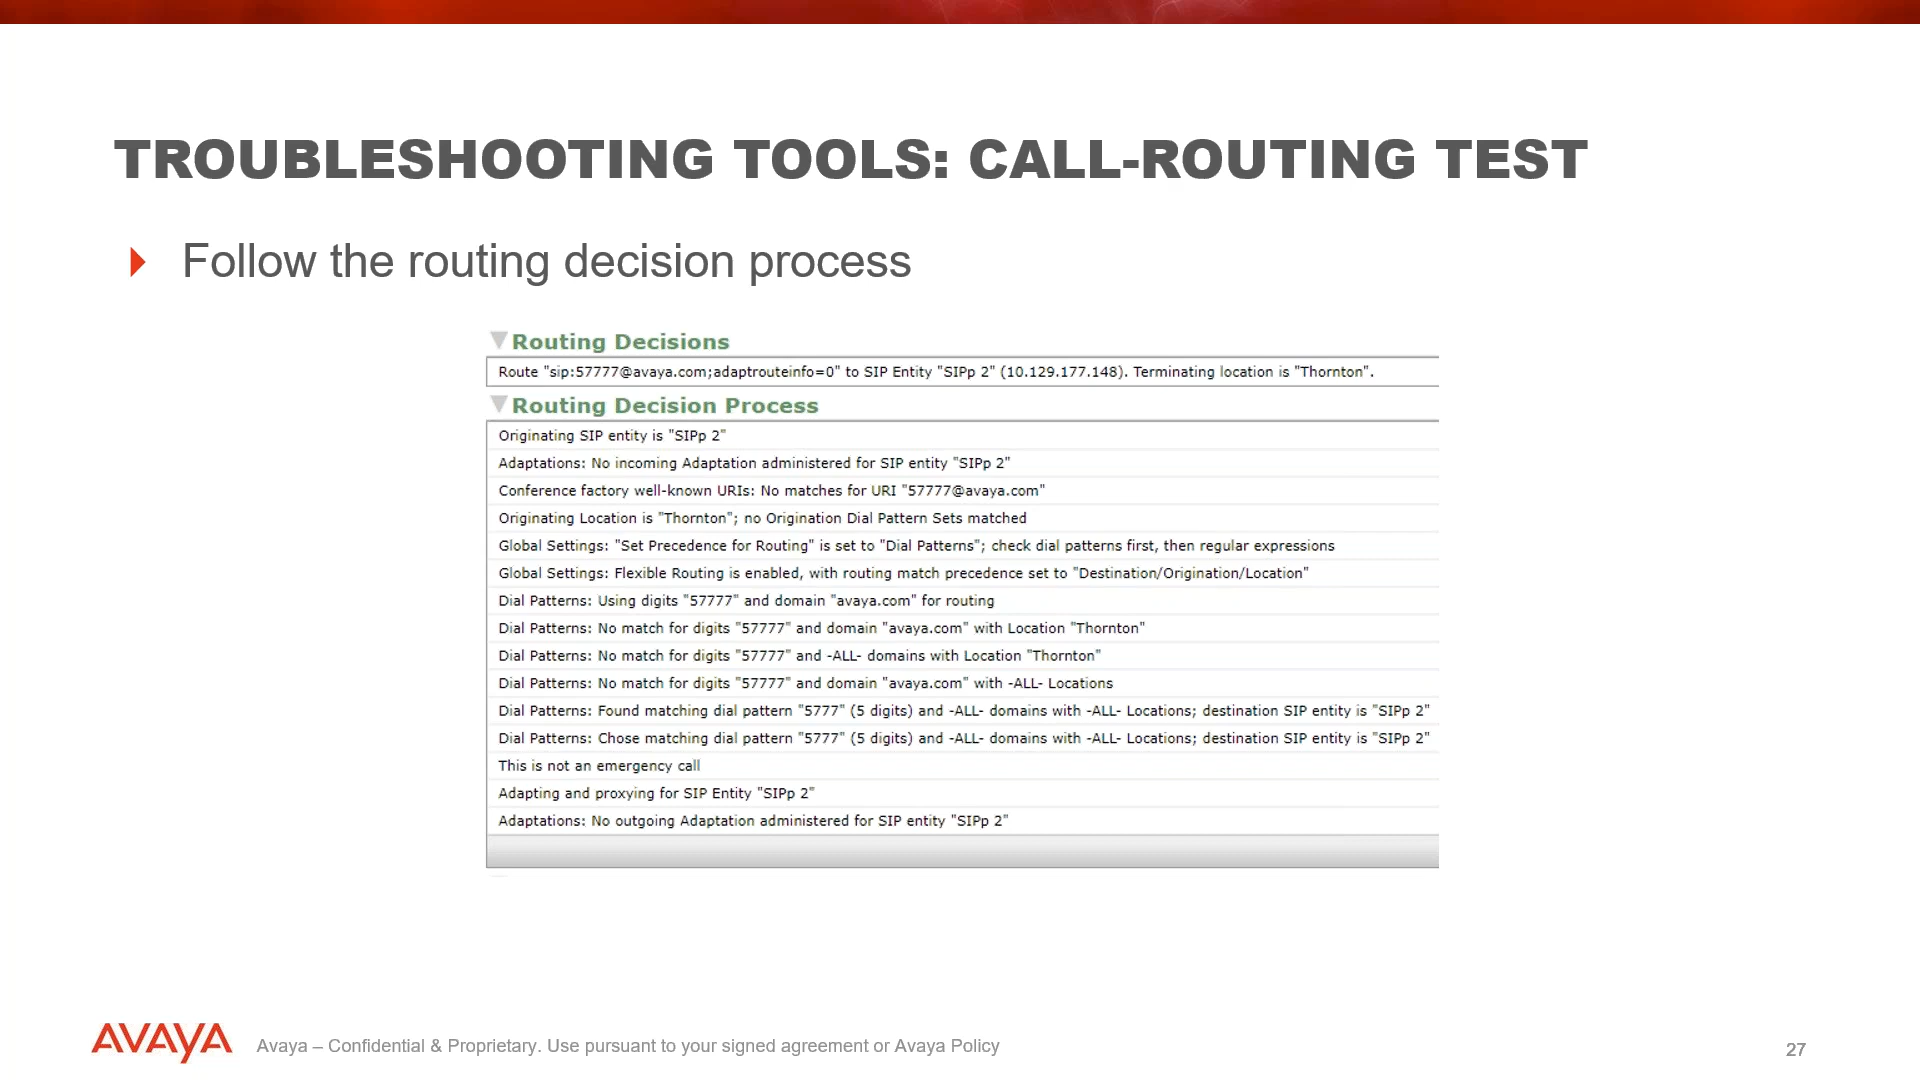 TROUBLESHOOTING TOOLS: CALL-ROUTING TEST
Follow the routing decision process
Routing Decisions
Route "sip:57777@avaya.com;adaptrouteinfo=0" to SIP Entity "SIPp 2" (10.129.177.148). Terminating location is "Thornton".
Routing Decision Process
Originating SIP entity is "SIPp 2"
Adaptations: No incoming Adaptation administered for SIP entity "SIPp 2"
Conference factory well-known URIs: No matches for URI "57777@avaya.com"
Originating Location is "Thornton"; no Origination Dial Pattern Sets matched
Global Settings: "Set Precedence for Routing" is set to "Dial Patterns"; check dial patterns first, then regular expressions
Global Settings: Flexible Routing is enabled, with routing match precedence set to "Destination/Origination/Location"
Dial Patterns: Using digits "57777" and domain "avaya.com" for routing
Dial Patterns: No match for digits "57777" and domain "avaya.com" with Location "Thornton"
Dial Patterns: No match for digits "57777" and -ALL- domains with Location "Thornton"
Dial Patterns: No match for digits "57777" and domain "avaya.com" with -ALL- Locations
Dial Patterns: Found matching dial pattern "5777" (5 digits) and -ALL- domains with -ALL- Locations; destination SIP entity is "SIPp 2"
Dial Patterns: Chose matching dial pattern "5777" (5 digits) and -ALL- domains with -ALL- Locations; destination SIP entity is "SIPp 2"
This is not an emergency call
Adapting and proxying for SIP Entity "SIPp 2"
Adaptations: No outgoing Adaptation administered for SIP entity "SIPp 2"
AVAYA
Avaya – Confidential & Proprietary. Use pursuant to your signed agreement or Avaya Policy
27